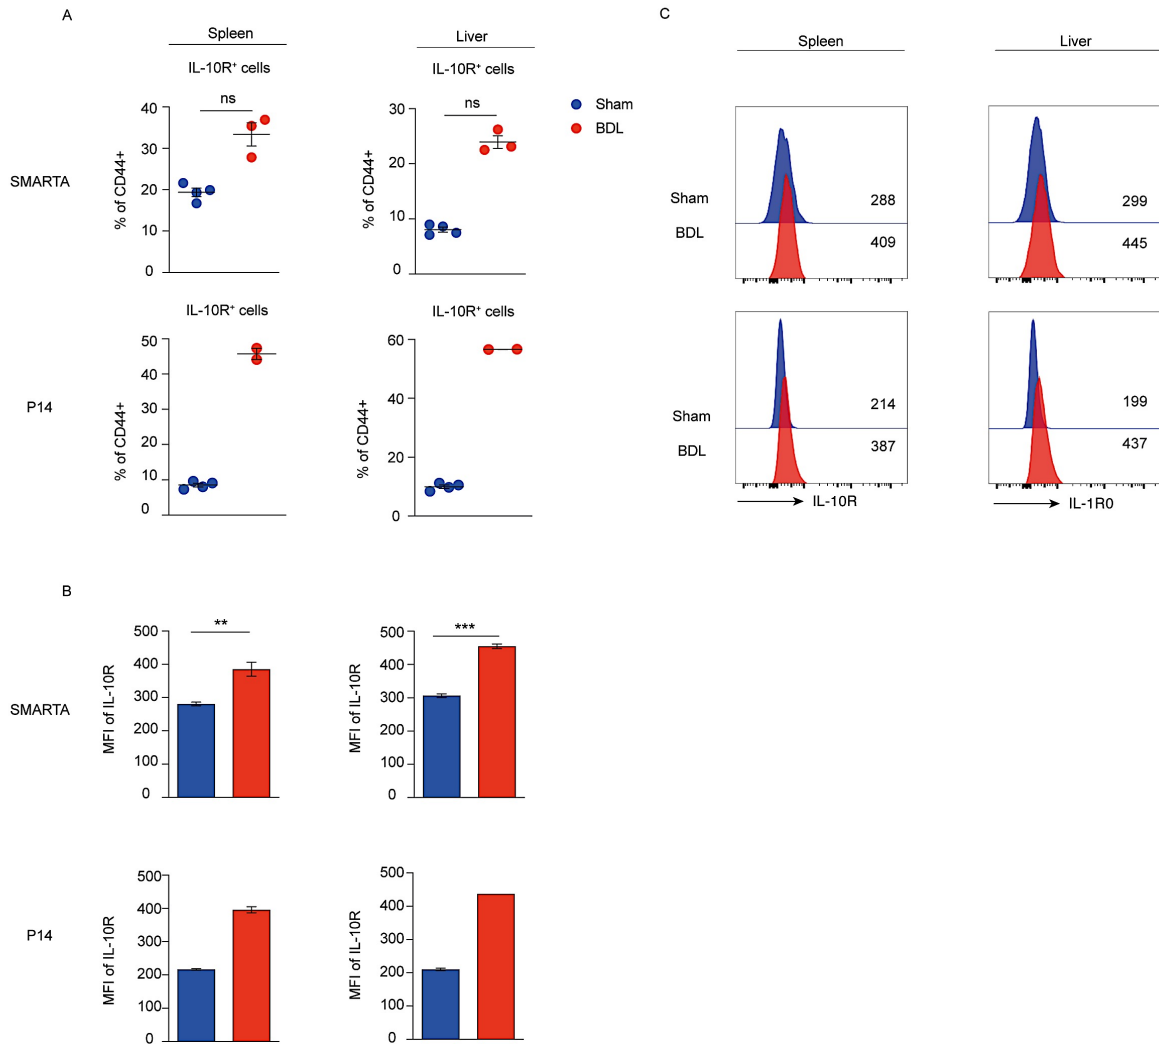 A
Spleen
Liver
IL-10R⁺ cells
IL-10R⁺ cells
Sham
BDL
SMARTA
% of CD44+
40
30
20
10
0
ns
% of CD44+
30
20
10
0
ns
IL-10R⁺ cells
IL-10R⁺ cells
P14
% of CD44+
50
40
30
20
10
0
% of CD44+
60
40
20
0
B
SMARTA
MFI of IL-10R
500
400
300
200
100
0
**
MFI of IL-10R
500
400
300
200
100
0
***
P14
MFI of IL-10R
500
400
300
200
100
0
MFI of IL-10R
500
400
300
200
100
0
C
Spleen
Liver
Sham
288
299
BDL
409
445
Sham
214
199
BDL
387
437
IL-10R
IL-1R0